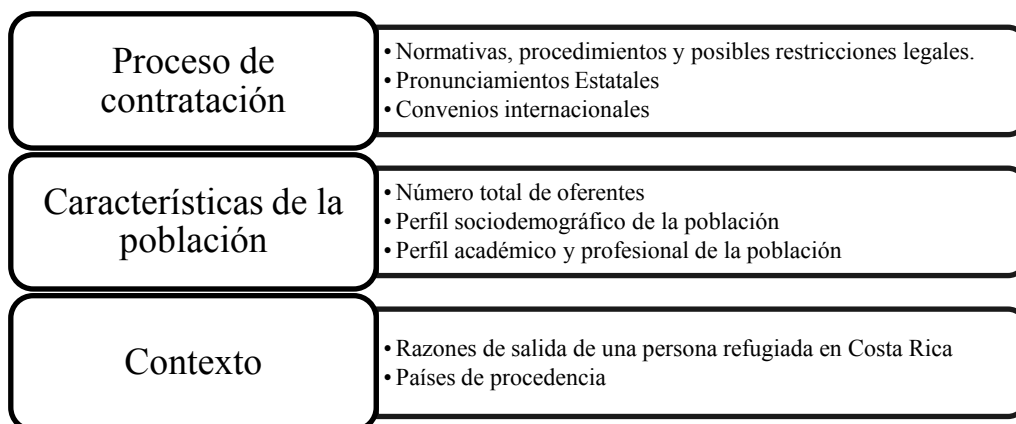 Proceso de
contratación
• Normativas, procedimientos y posibles restricciones legales.
• Pronunciamientos Estatales
• Convenios internacionales
Características de la
población
• Número total de oferentes
• Perfil sociodemográfico de la población
• Perfil académico y profesional de la población
Contexto
• Razones de salida de una persona refugiada en Costa Rica
• Países de procedencia